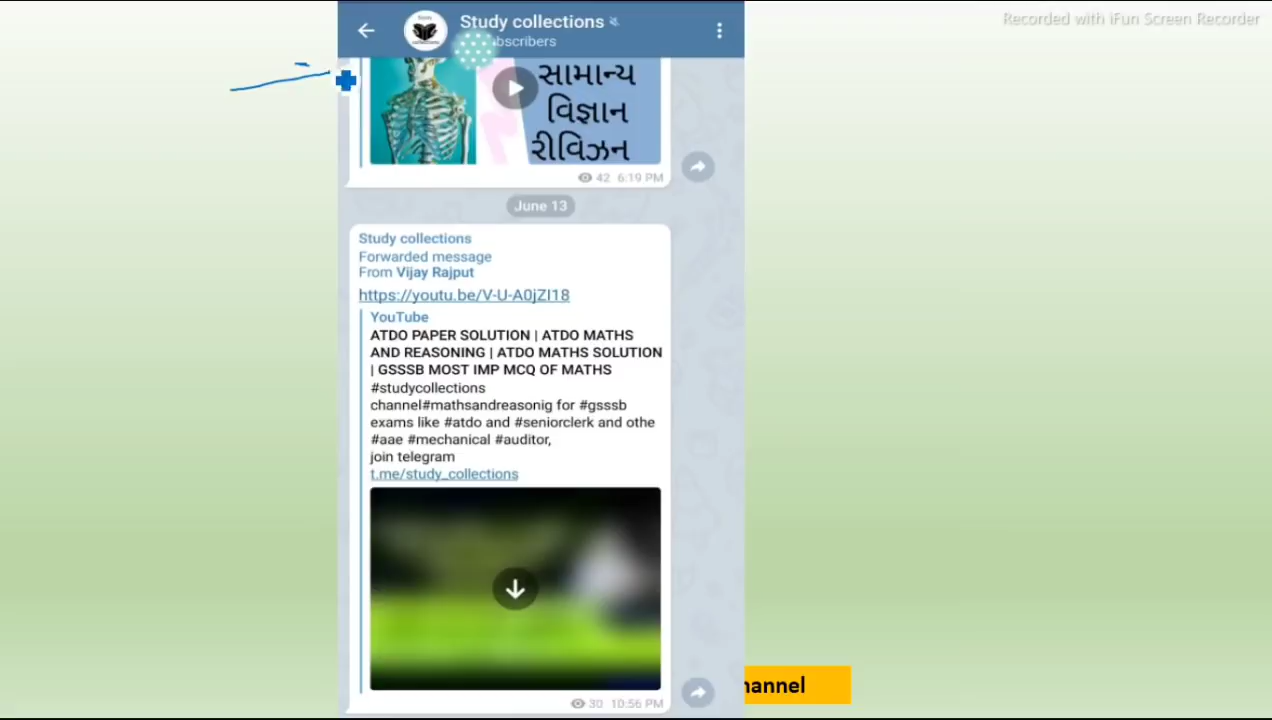 Recorded with iFun Screen Recorder
Study collections
સામાન્ય
વિજ્ઞાન
રીવિઝન
42 6:19 PM
June 13
Study collections
Forwarded message
From Vijay Rajput
https://youtu.be/V-U-A0jZI18
YouTube
ATDO PAPER SOLUTION | ATDO MATHS
AND REASONING | ATDO MATHS SOLUTION
| GSSSB MOST IMP MCQ OF MATHS
#studycollections
channel#mathsandreasonig for #gsssb
exams like #atdo and #seniorclerk and othe
#aae #mechanical #auditor,
join telegram
t.me/study_collections
30 10:56 PM